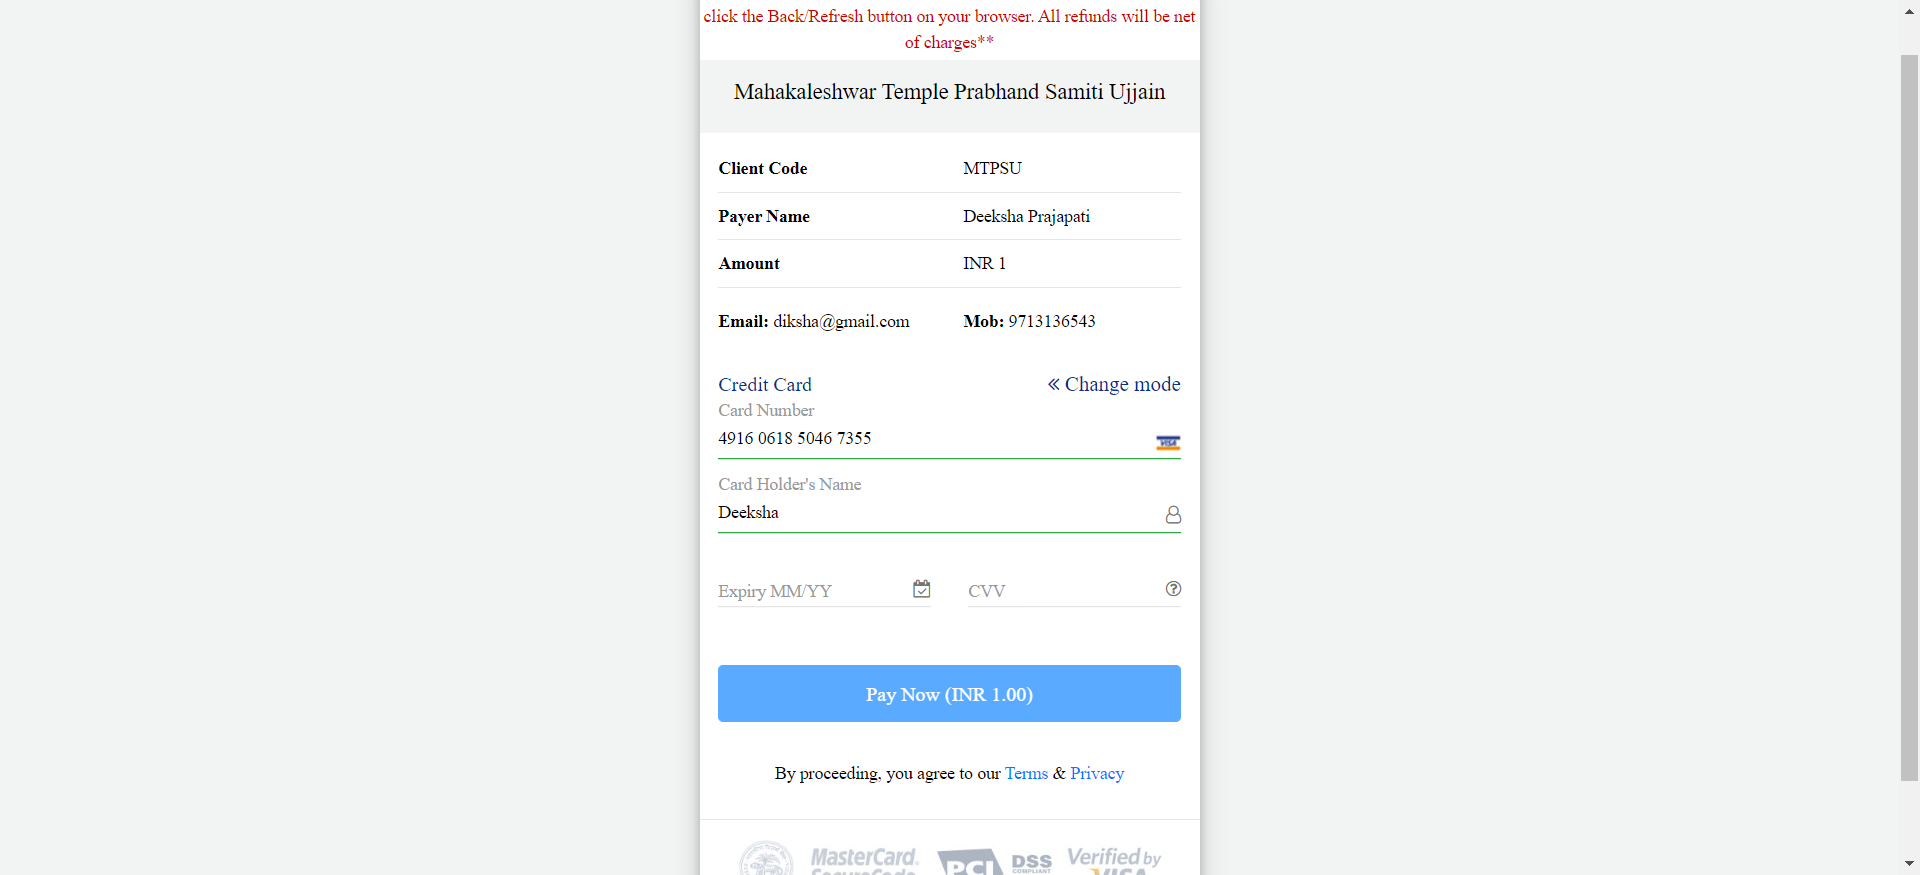 click the Back/Refresh button on your browser. All refunds will be net
of charges**
Mahakaleshwar Temple Prabhand Samiti Ujjain
Client Code MTPSU
Payer Name Deeksha Prajapati
Amount INR 1
Email: diksha@gmail.com Mob: 9713136543
Credit Card « Change mode
Card Number
4916 0618 5046 7355
VISA
Card Holder's Name
Deeksha
Expiry MM/YY CVV
Pay Now (INR 1.00)
By proceeding, you agree to our Terms & Privacy
MasterCard. PCI DSS Verified by
SecureCode COMPLIANT VISA